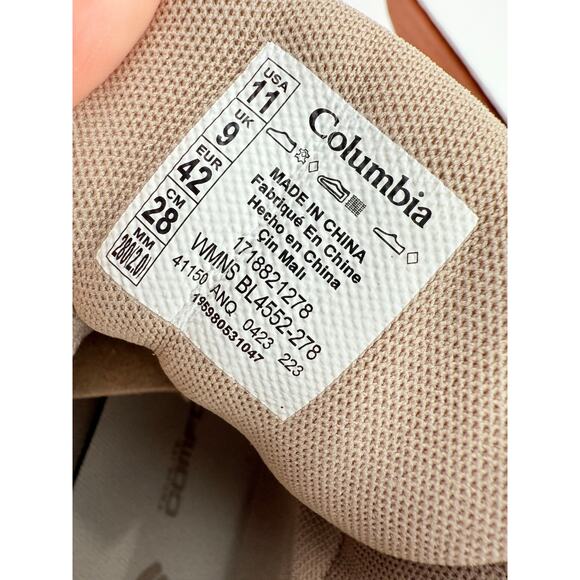 USA 11
UK 9
EUR 42
CM 28
MM 280(2.0)
Columbia
MADE IN CHINA
Fabriqué En Chine
Hecho en China
Çin Mali
1718821278
WMNS BL4552-278
41150 ANQ 0423 223
195980531047